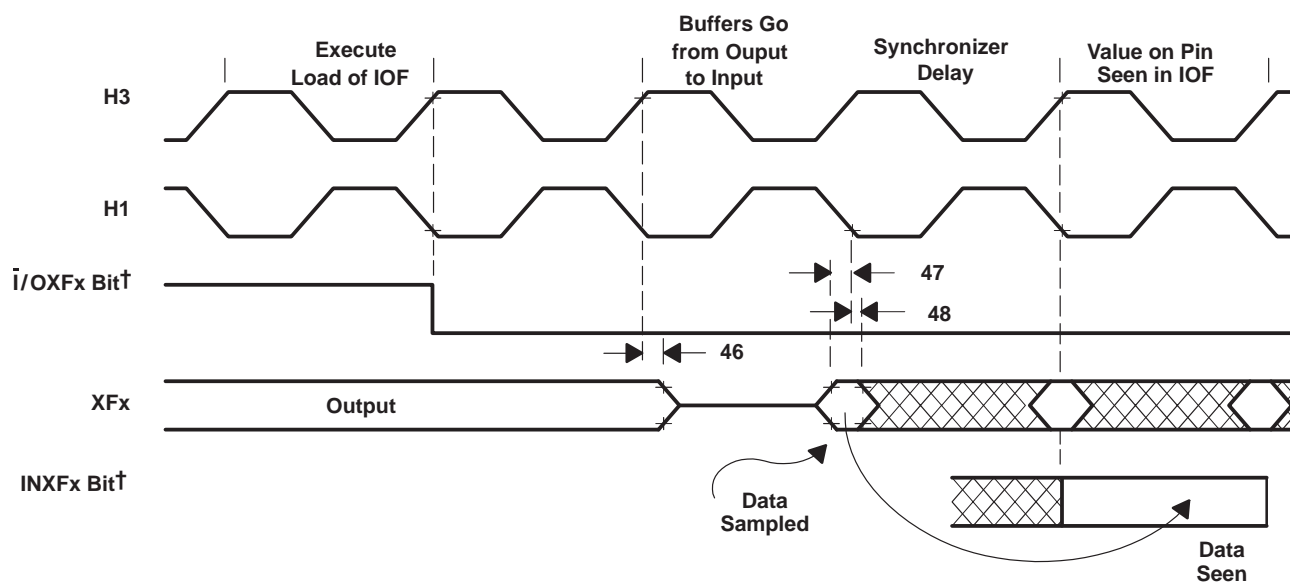 Execute
Load of IOF
Buffers Go
from Ouput
to Input
Synchronizer
Delay
Value on Pin
Seen in IOF
H3
H1
Ī/OXFx Bit†
47
48
46
XFx
Output
INXFx Bit†
Data
Sampled
Data
Seen